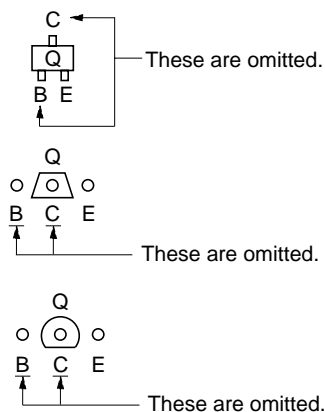 C
Q
These are omitted.
B E
Q
B C E
These are omitted.
Q
B C E
These are omitted.